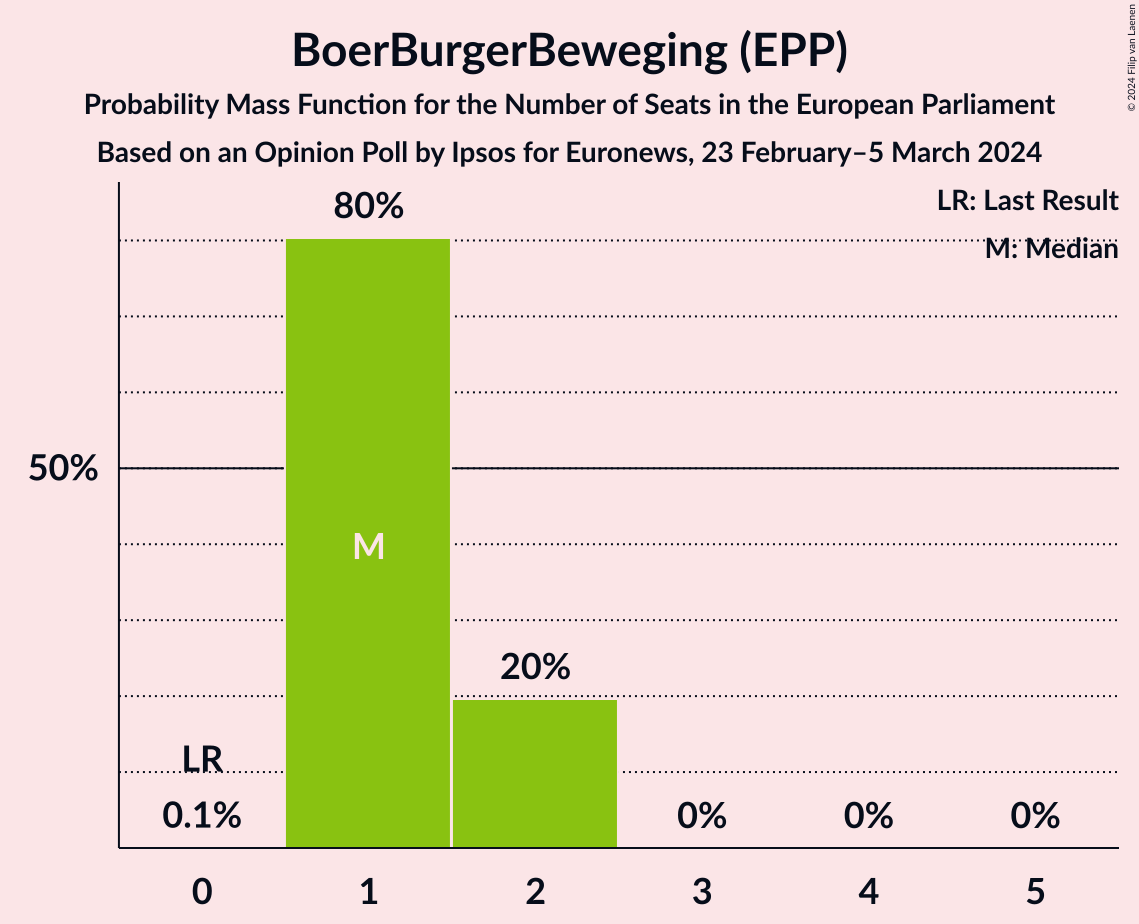 BoerBurgerBeweging (EPP)
Probability Mass Function for the Number of Seats in the European Parliament
Based on an Opinion Poll by Ipsos for Euronews, 23 February–5 March 2024
© 2024 Filip van Laenen
LR: Last Result
M: Median
80%
50%
M
20%
LR
0.1%
0%
0%
0%
0
1
2
3
4
5